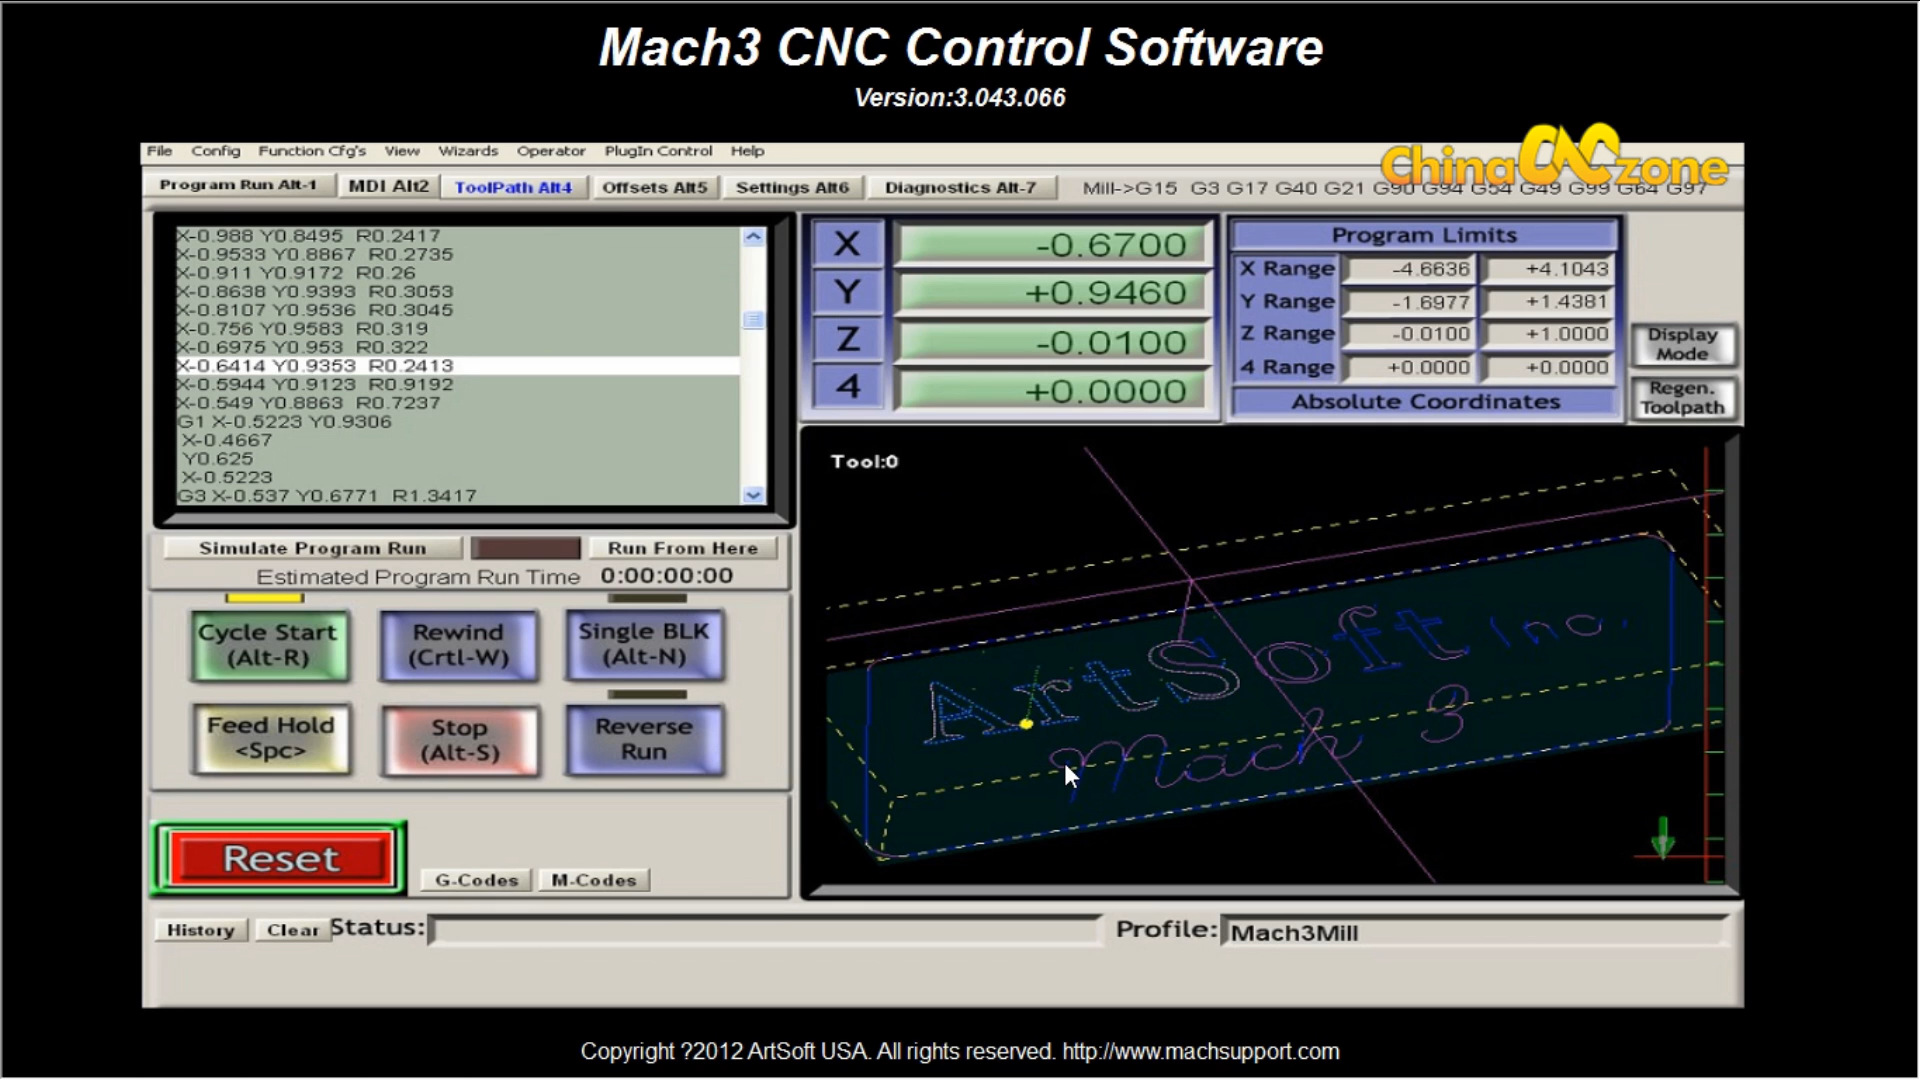 Mach3 CNC Control Software
Version:3.043.066
File Config Function Cfg's View Wizards Operator PlugIn Control Help
ChinaCNCzone
Program Run Alt-1 MDI Alt2 ToolPath Alt4 Offsets Alt5 Settings Alt6 Diagnostics Alt-7 Mill->G15 G3 G17 G40 G21 G90 G94 G54 G49 G99 G64 G97
X-0.988 Y0.8495 R0.2417
X-0.9533 Y0.8867 R0.2735
X-0.911 Y0.9172 R0.26
X-0.8638 Y0.9393 R0.3053
X-0.8107 Y0.9536 R0.3045
X-0.756 Y0.9583 R0.319
X-0.6975 Y0.953 R0.322
X-0.6414 Y0.9353 R0.2413
X-0.5944 Y0.9123 R0.9192
X-0.549 Y0.8863 R0.7237
G1 X-0.5223 Y0.9306
X-0.4667
Y0.625
X-0.5223
G3 X-0.537 Y0.6771 R1.3417
X -0.6700
Y +0.9460
Z -0.0100
4 +0.0000
Program Limits
X Range -4.6636 +4.1043
Y Range -1.6977 +1.4381
Z Range -0.0100 +1.0000
4 Range +0.0000 +0.0000
Absolute Coordinates
Display
Mode
Regen.
Toolpath
Tool:0
ArtSoft Inc.
Mach 3
Simulate Program Run Run From Here
Estimated Program Run Time 0:00:00:00
Cycle Start
(Alt-R)
Rewind
(Crtl-W)
Single BLK
(Alt-N)
Feed Hold
<Spc>
Stop
(Alt-S)
Reverse
Run
Reset
G-Codes M-Codes
History Clear Status: Profile: Mach3Mill
Copyright ?2012 ArtSoft USA. All rights reserved. http://www.machsupport.com